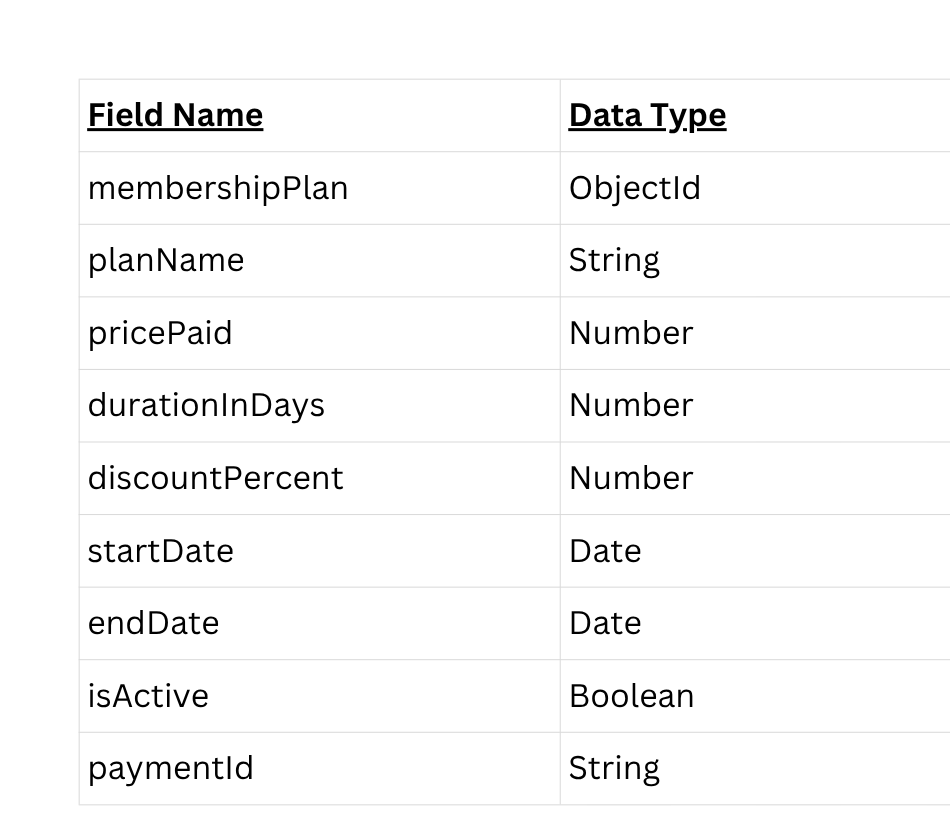 Field Name Data Type
membershipPlan ObjectId
planName String
pricePaid Number
durationInDays Number
discountPercent Number
startDate Date
endDate Date
isActive Boolean
paymentId String